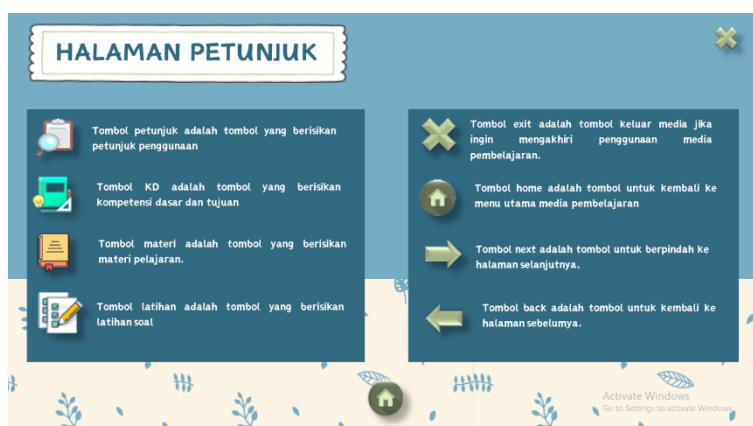 HALAMAN PETUNJUK
Tombol petunjuk adalah tombol yang berisikan
petunjuk penggunaan
Tombol KD adalah tombol yang berisikan
kompetensi dasar dan tujuan
Tombol materi adalah tombol yang berisikan
materi pelajaran.
Tombol latihan adalah tombol yang berisikan
latihan soal
Tombol exit adalah tombol keluar media jika
ingin mengakhiri penggunaan media
pembelajaran.
Tombol home adalah tombol untuk kembali ke
menu utama media pembelajaran
Tombol next adalah tombol untuk berpindah ke
halaman selanjutnya.
Tombol back adalah tombol untuk kembali ke
halaman sebelumya.
Activate Windows
Go to Settings to activate Windows.